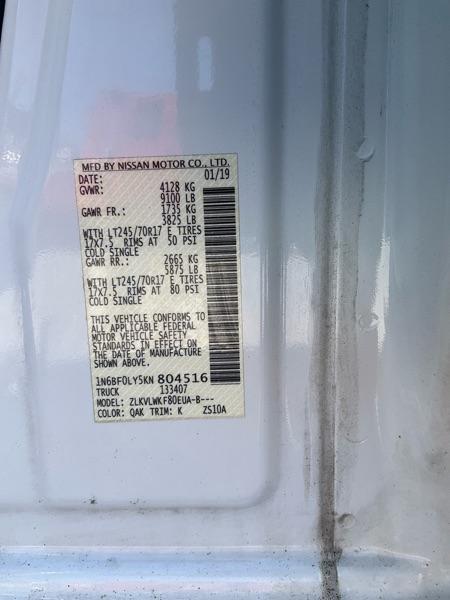 MFD BY NISSAN MOTOR CO., LTD.
DATE: 01/19
GVWR: 4128 KG
9100 LB
GAWR FR.: 1735 KG
3825 LB
WITH LT245/70R17 E TIRES
17X7.5 RIMS AT 50 PSI
COLD SINGLE
GAWR RR.: 2665 KG
5875 LB
WITH LT245/70R17 E TIRES
17X7.5 RIMS AT 80 PSI
COLD SINGLE
THIS VEHICLE CONFORMS TO
ALL APPLICABLE FEDERAL
MOTOR VEHICLE SAFETY
STANDARDS IN EFFECT ON
THE DATE OF MANUFACTURE
SHOWN ABOVE.
1N6BF0LY5KN 804516
TRUCK 133407
MODEL: ZLKVLWKF80EUA-B---
COLOR: QAK TRIM: K ZS10A